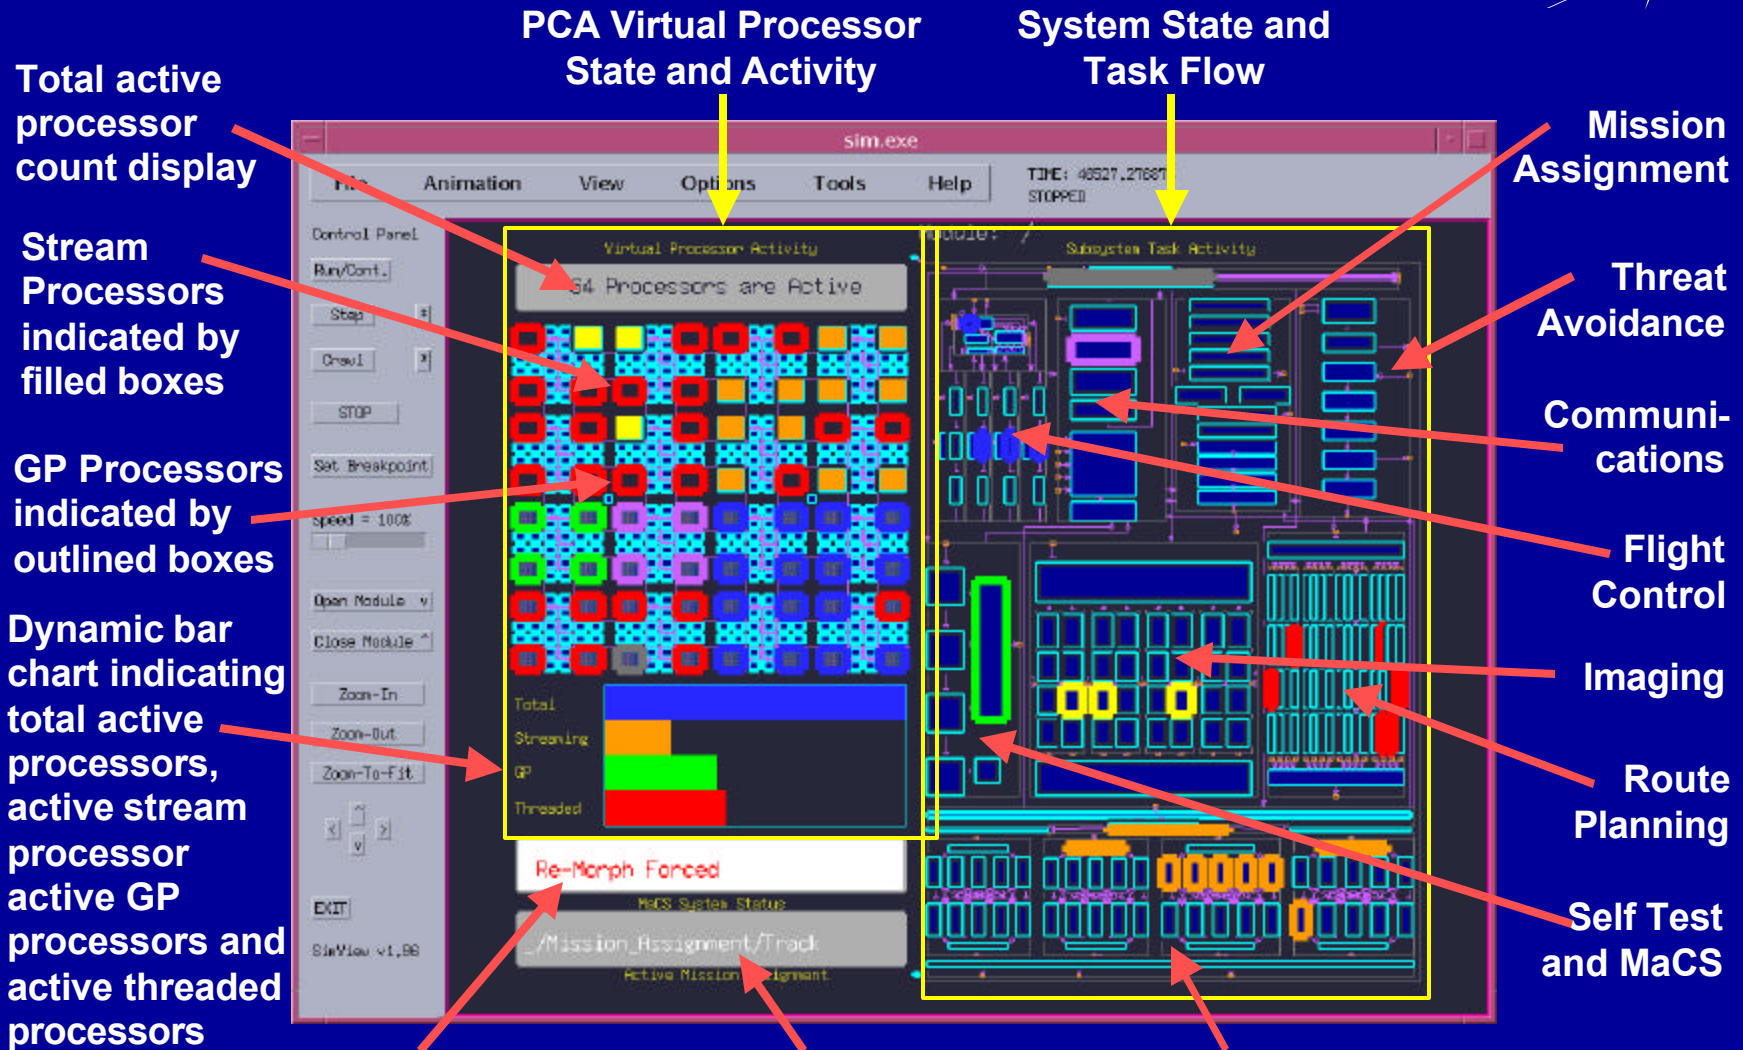 PCA Virtual Processor
State and Activity
System State and
Task Flow
Total active
processor
count display
Stream
Processors
indicated by
filled boxes
GP Processors
indicated by
outlined boxes
Dynamic bar
chart indicating
total active
processors,
active stream
processor
active GP
processors and
active threaded
processors
sim.exe
File
Animation
View
Options
Tools
Help
STOPPED
Control Panel
Run/Cont.
Step
Crawl
STOP
Set Breakpoint
Speed = 100%
Open Module v
Close Module ^
Zoom-In
Zoom-Out
Zoom-To-Fit
< ^ >
v
EXIT
SimView v1.86
Module: /
Virtual Processor Activity
64 Processors are Active
Total
Streaming
GP
Threaded
Re-Morph Forced
MaCS System Status
_/Mission_Assignment/Track
Active Mission Assignment
Subsystem Task Activity
Mission
Assignment
Threat
Avoidance
Communi-
cations
Flight
Control
Imaging
Route
Planning
Self Test
and MaCS